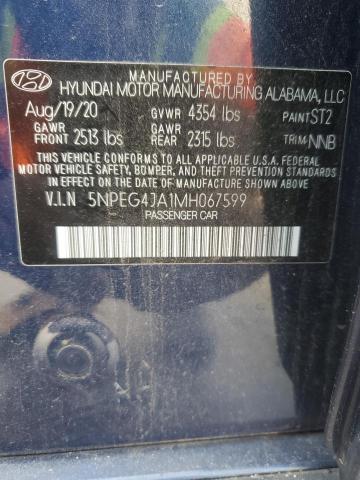 MANUFACTURED BY
HYUNDAI MOTOR MANUFACTURING ALABAMA, LLC
Aug/19/20 GVWR 4354 lbs PAINT ST2
GAWR FRONT 2513 lbs GAWR REAR 2315 lbs TRIM NNB
THIS VEHICLE CONFORMS TO ALL APPLICABLE U.S.A. FEDERAL
MOTOR VEHICLE SAFETY, BUMPER, AND THEFT PREVENTION STANDARDS
IN EFFECT ON THE DATE OF MANUFACTURE SHOWN ABOVE.
V.I.N 5NPEG4JA1MH067599
PASSENGER CAR